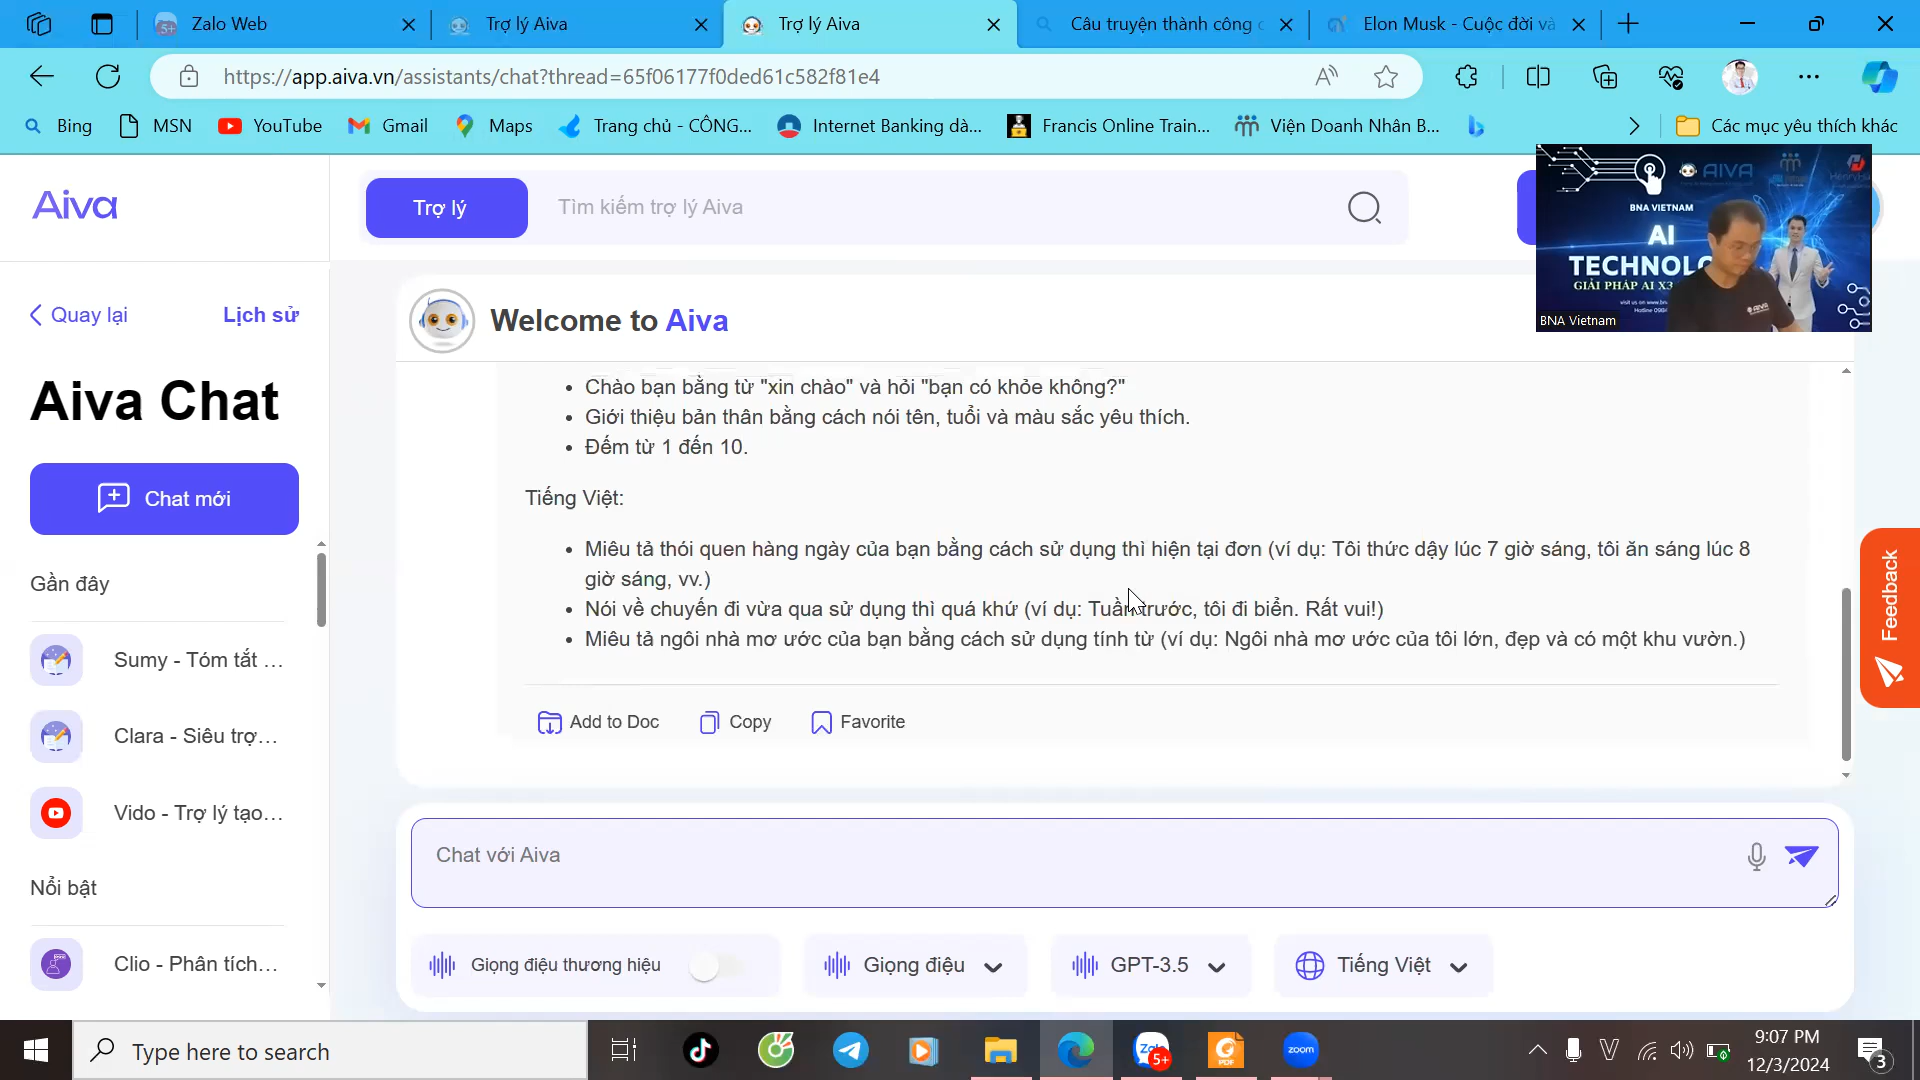 Zalo Web
Trợ lý Aiva
Trợ lý Aiva
Câu truyện thành công
Elon Musk - Cuộc đời và
https://app.aiva.vn/assistants/chat?thread=65f06177f0ded61c582f81e4
Bing
MSN
YouTube
Gmail
Maps
Trang chủ - CÔNG...
Internet Banking dà...
Francis Online Train...
Viện Doanh Nhân B...
Các mục yêu thích khác
Aiva
Trợ lý
Tìm kiếm trợ lý Aiva
AIVA
BNA VIETNAM
AI
TECHNOLO
GIẢI PHÁP AI X3
BNA Vietnam
Quay lại
Lịch sử
Welcome to Aiva
Aiva Chat
Chat mới
Gần đây
Sumy - Tóm tắt ...
Clara - Siêu trợ...
Vido - Trợ lý tạo...
Nổi bật
Clio - Phân tích...
Chào bạn bằng từ "xin chào" và hỏi "bạn có khỏe không?"
Giới thiệu bản thân bằng cách nói tên, tuổi và màu sắc yêu thích.
Đếm từ 1 đến 10.
Tiếng Việt:
Miêu tả thói quen hàng ngày của bạn bằng cách sử dụng thì hiện tại đơn (ví dụ: Tôi thức dậy lúc 7 giờ sáng, tôi ăn sáng lúc 8
giờ sáng, vv.)
Nói về chuyến đi vừa qua sử dụng thì quá khứ (ví dụ: Tuần trước, tôi đi biển. Rất vui!)
Miêu tả ngôi nhà mơ ước của bạn bằng cách sử dụng tính từ (ví dụ: Ngôi nhà mơ ước của tôi lớn, đẹp và có một khu vườn.)
Add to Doc
Copy
Favorite
Feedback
Chat với Aiva
Giọng điệu thương hiệu
Giọng điệu
GPT-3.5
Tiếng Việt
Type here to search
5+
zoom
9:07 PM
12/3/2024
3